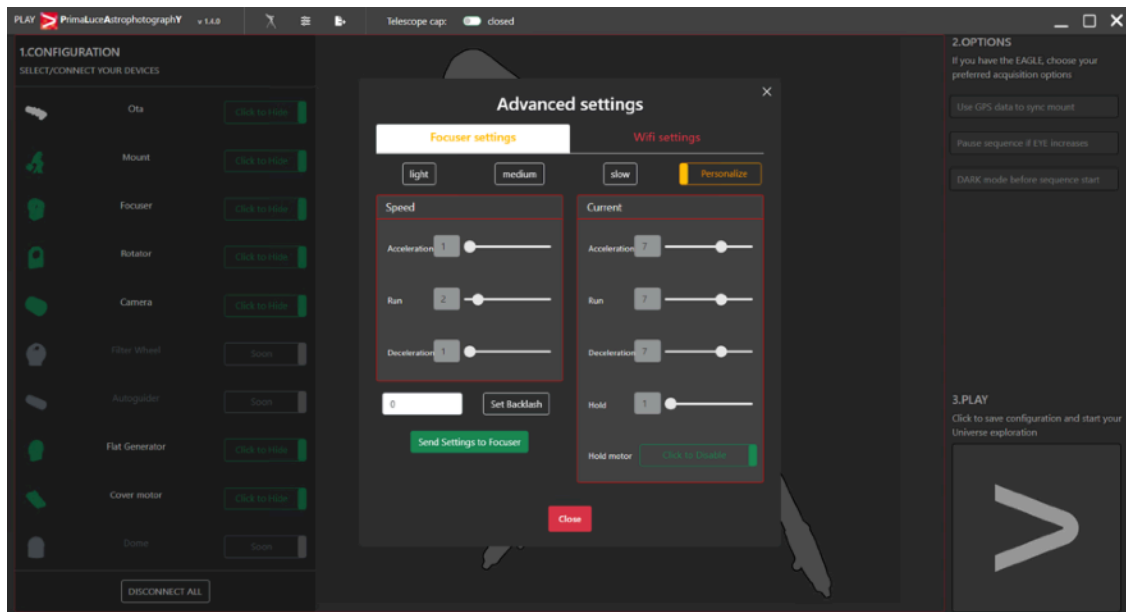 PLAY PrimaLuceAstrophotographY v 1.4.0 Telescope cap: closed
1.CONFIGURATION
SELECT/CONNECT YOUR DEVICES
Ota Click to Hide
Mount Click to Hide
Focuser Click to Hide
Rotator Click to Hide
Camera Click to Hide
Filter Wheel Soon
Autoguider Soon
Flat Generator Click to Hide
Cover motor Click to Hide
Dome Soon
DISCONNECT ALL
Advanced settings
Focuser settings Wifi settings
light medium slow Personalize
Speed
Acceleration 1
Run 2
Deceleration 1
0 Set Backlash
Send Settings to Focuser
Current
Acceleration 7
Run 7
Deceleration 7
Hold 1
Hold motor Click to Disable
Close
2.OPTIONS
If you have the EAGLE, choose your
preferred acquisition options
Use GPS data to sync mount
Pause sequence if EYE increases
DARK mode before sequence start
3.PLAY
Click to save configuration and start your
Universe exploration